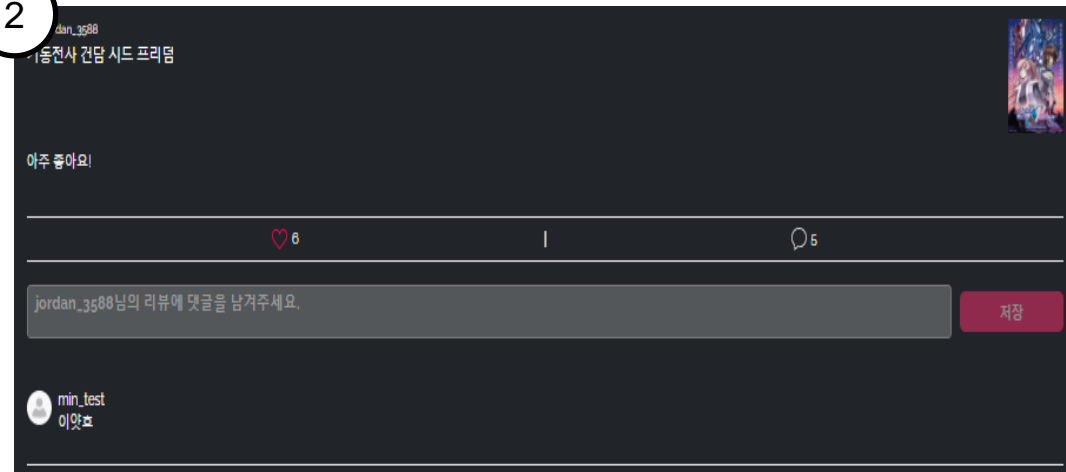 2
dan_3588
기동전사 건담 시드 프리덤
아주 좋아요!
6 | 5
jordan_3588님의 리뷰에 댓글을 남겨주세요.
저장
min_test
이얏호